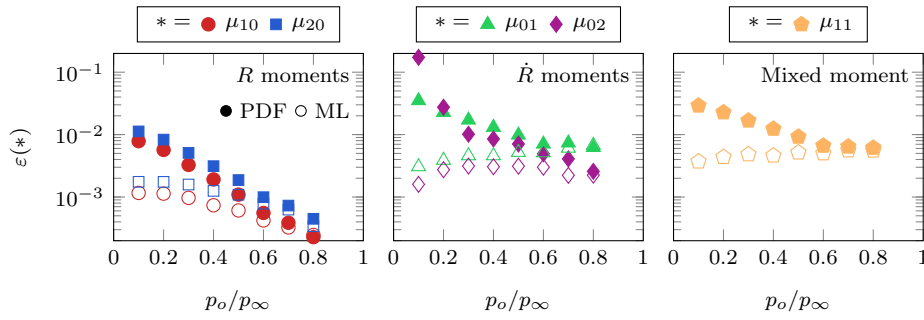 ∗ = μ₁₀ μ₂₀
∗ = μ₀₁ μ₀₂
∗ = μ₁₁
R moments
Ṙ moments
Mixed moment
PDF ML
ε(∗)
10⁻¹
10⁻²
10⁻³
0 0.2 0.4 0.6 0.8 1
0 0.2 0.4 0.6 0.8 1
0 0.2 0.4 0.6 0.8 1
pₒ/p∞
pₒ/p∞
pₒ/p∞